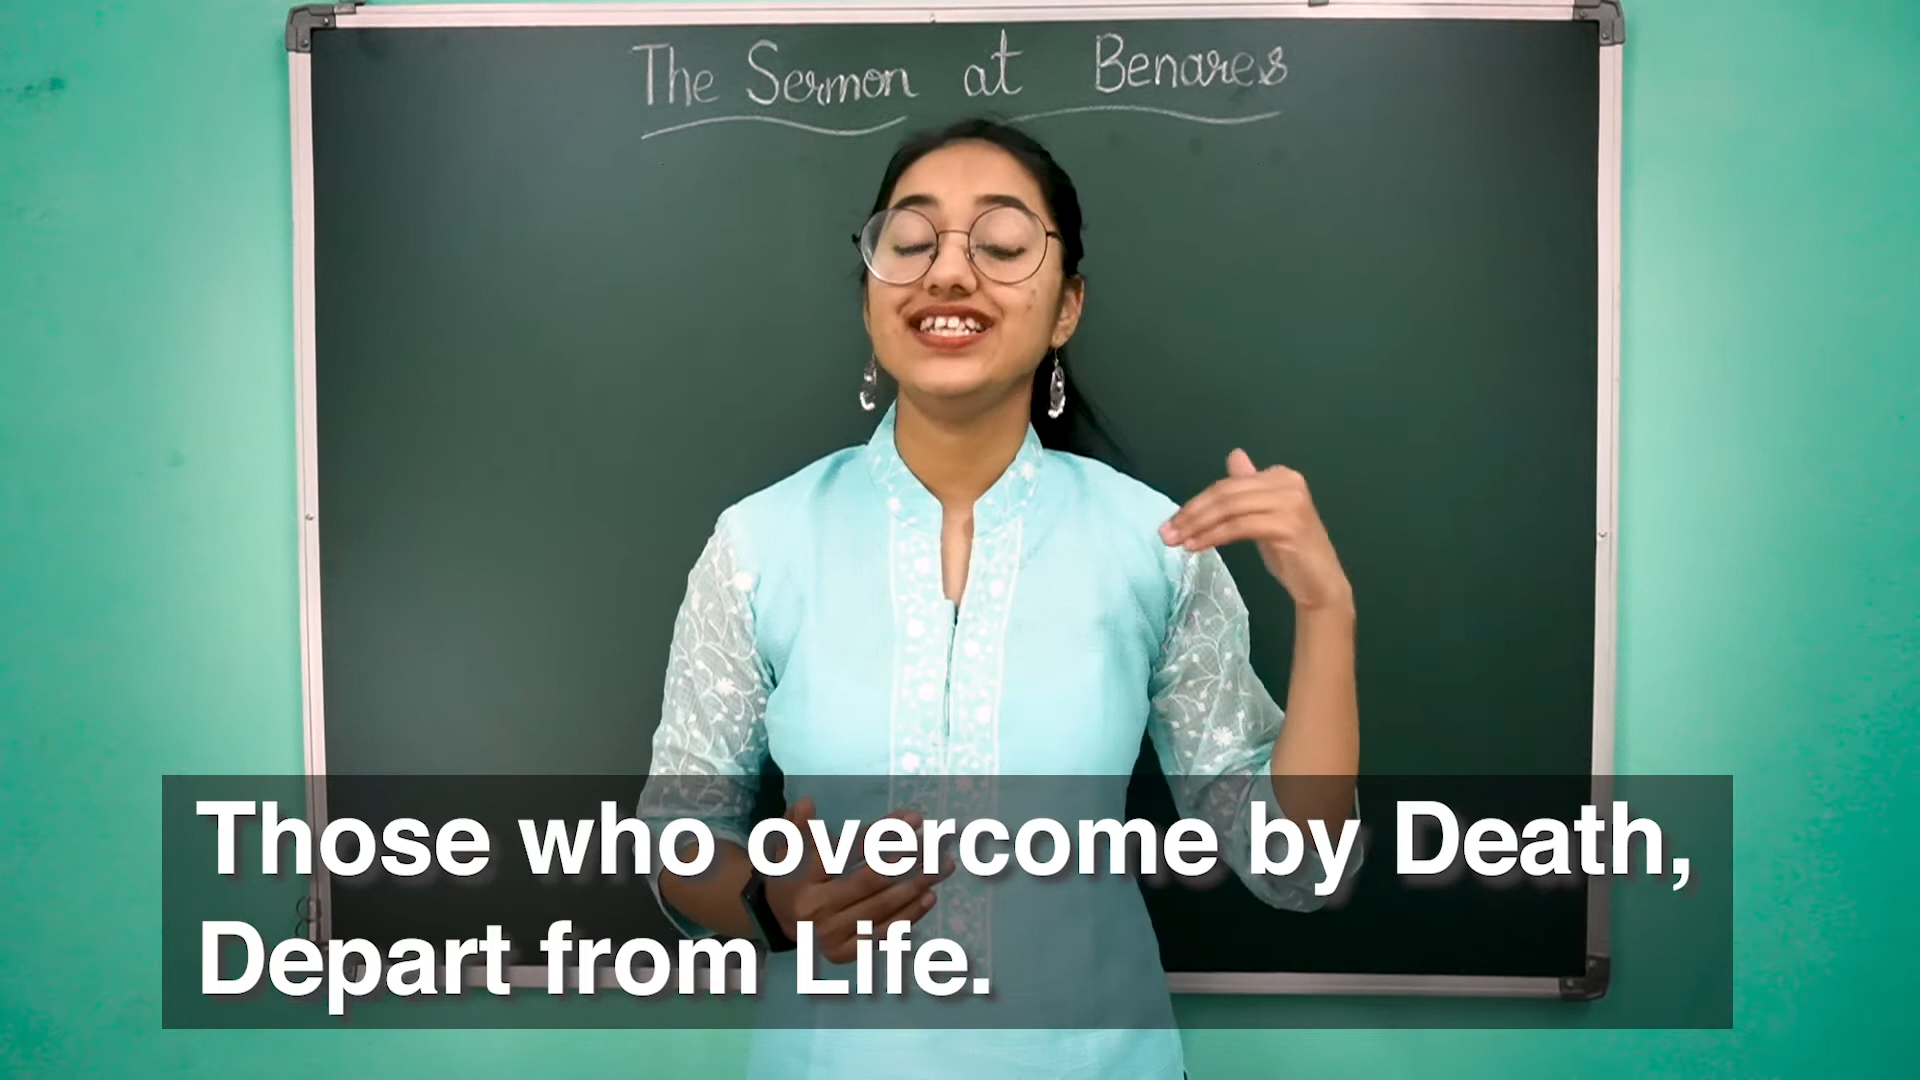 The Sermon at Benares
Those who overcome by Death,
Depart from Life.